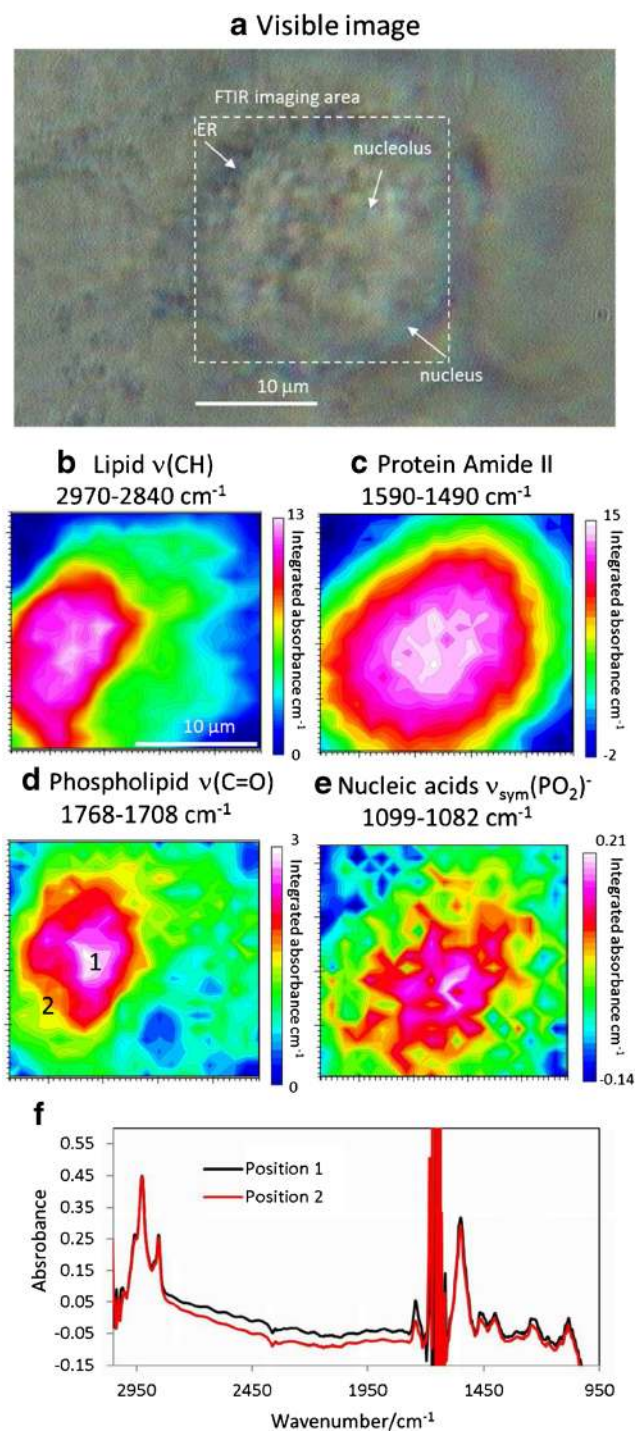 a Visible image
FTIR imaging area
ER
nucleolus
nucleus
10 µm
b Lipid ν(CH)
2970-2840 cm⁻¹
13
Integrated absorbance cm⁻¹
0
10 µm
c Protein Amide II
1590-1490 cm⁻¹
15
Integrated absorbance cm⁻¹
-2
d Phospholipid ν(C=O)
1768-1708 cm⁻¹
3
Integrated absorbance cm⁻¹
0
1
2
e Nucleic acids νsym(PO₂)⁻
1099-1082 cm⁻¹
0.21
Integrated absorbance cm⁻¹
-0.14
f
Absrobance
0.55
0.45
0.35
0.25
0.15
0.05
-0.05
-0.15
Position 1
Position 2
2950 2450 1950 1450 950
Wavenumber/cm⁻¹